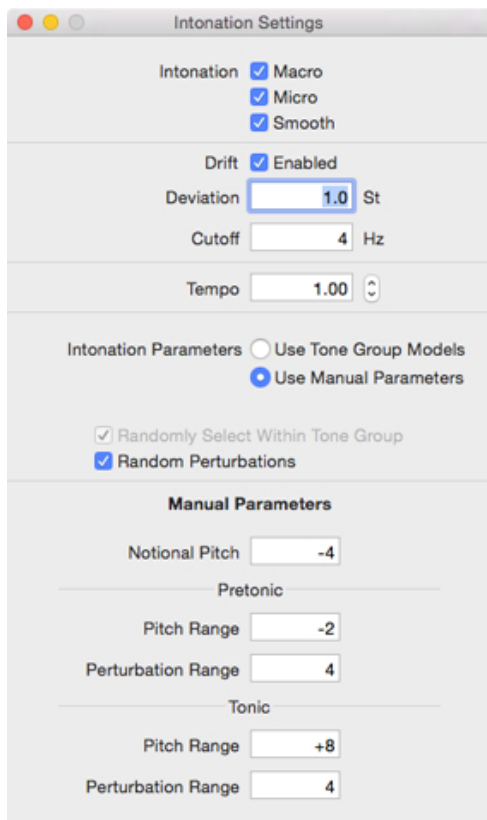 Intonation Settings
Intonation Macro
Micro
Smooth
Drift Enabled
Deviation 1.0 St
Cutoff 4 Hz
Tempo 1.00
Intonation Parameters Use Tone Group Models
Use Manual Parameters
Randomly Select Within Tone Group
Random Perturbations
Manual Parameters
Notional Pitch -4
Pretonic
Pitch Range -2
Perturbation Range 4
Tonic
Pitch Range +8
Perturbation Range 4